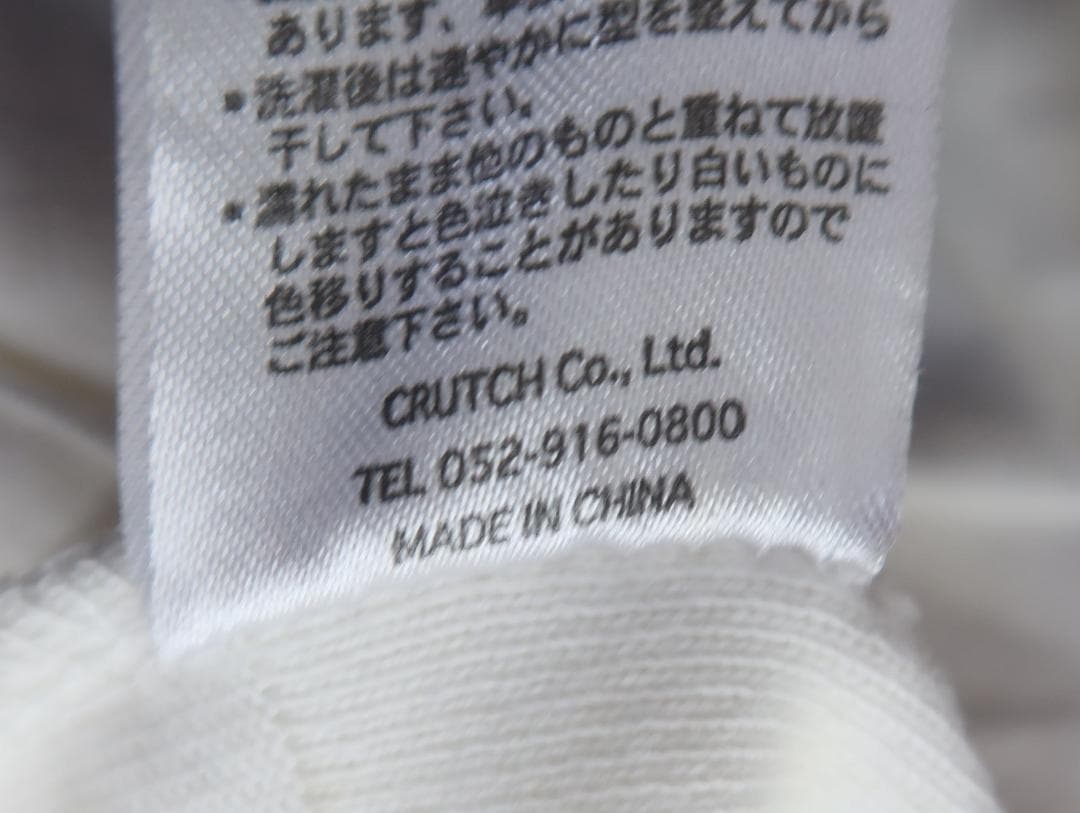 あります、
に型を整えてから
・洗濯後は速やかに型を整えてから
干して下さい。
・濡れたまま他のものと重ねて放置
しますと色泣きしたり白いものに
色移りすることがありますので
ご注意下さい。
CRUTCH Co., Ltd.
TEL 052-916-0800
MADE IN CHINA